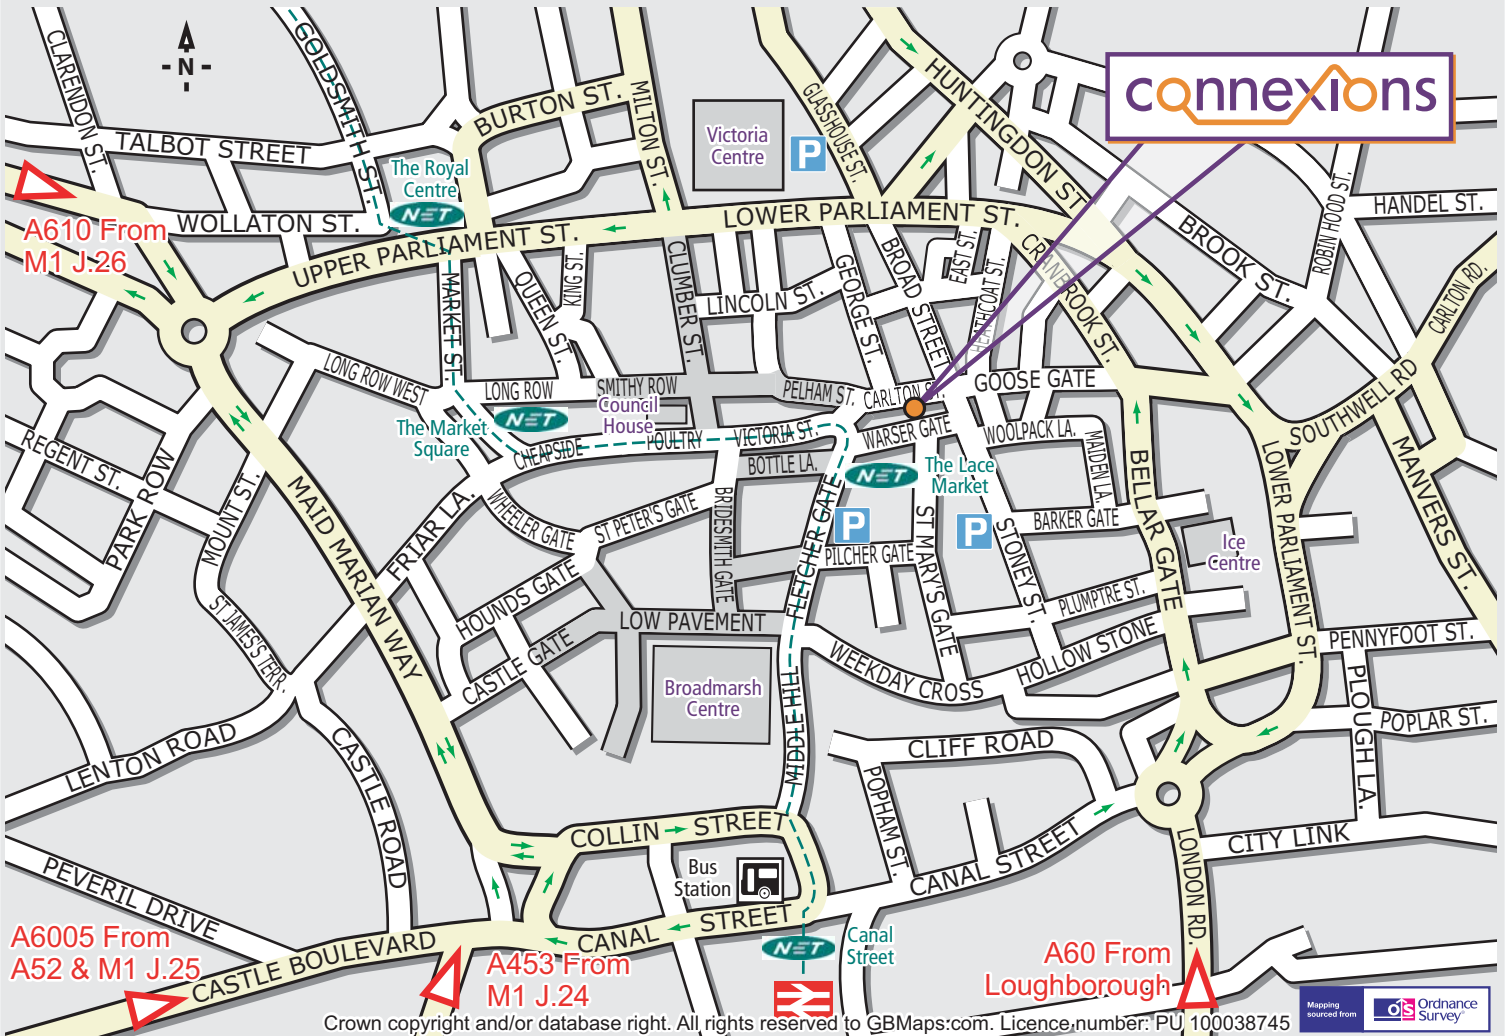 CLARENDON ST.
N
GOLDSMITH ST.
TALBOT STREET
BURTON ST.
MILTON ST.
Victoria
Centre
P
GLASSHOUSE ST.
HUNTINGDON ST
connexions
The Royal
Centre
NET
WOLLATON ST.
A610 From
M1 J.26
UPPER PARLIAMENT ST.
LOWER PARLIAMENT ST.
BROOK ST.
ROBIN HOOD ST.
HANDEL ST.
CARLTON RD.
MARKET ST.
QUEEN ST.
KING ST.
CLUMBER ST.
LINCOLN ST.
GEORGE ST.
BROAD STREET
EAST ST.
HEATHCOAT ST.
CRANBROOK ST.
LONG ROW WEST
LONG ROW
SMITHY ROW
PELHAM ST.
CARLTON ST.
GOOSE GATE
Council
House
NET
The Market
Square
CHEAPSIDE
POULTRY
VICTORIA ST.
WARSER GATE
WOOLPACK LA.
MAIDEN LA.
BOTTLE LA.
NET
The Lace
Market
SOUTHWELL RD
REGENT ST.
PARK ROW
MOUNT ST.
MAID MARIAN WAY
FRIAR LA.
WHEELER GATE
ST PETER'S GATE
BRIDESMITH GATE
FLETCHER GATE
P
PILCHER GATE
P
ST MARY'S GATE
STONEY ST.
BARKER GATE
BELLAR GATE
Ice
Centre
LOWER PARLIAMENT ST.
MANVERS ST.
ST JAMES'S TERR.
HOUNDS GATE
CASTLE GATE
LOW PAVEMENT
PLUMPTRE ST.
HOLLOW STONE
WEEKDAY CROSS
PENNYFOOT ST.
PLOUGH LA.
POPLAR ST.
Broadmarsh
Centre
MIDDLE HILL
LENTON ROAD
CASTLE ROAD
CLIFF ROAD
POPHAM ST.
COLLIN STREET
Bus
Station
CANAL STREET
CITY LINK
LONDON RD.
PEVERIL DRIVE
CANAL STREET
CASTLE BOULEVARD
A6005 From
A52 & M1 J.25
A453 From
M1 J.24
NET
Canal
Street
A60 From
Loughborough
Mapping
sourced from
OS
Ordnance
Survey®
Crown copyright and/or database right. All rights reserved to GBMaps:com. Licence number: PU 100038745